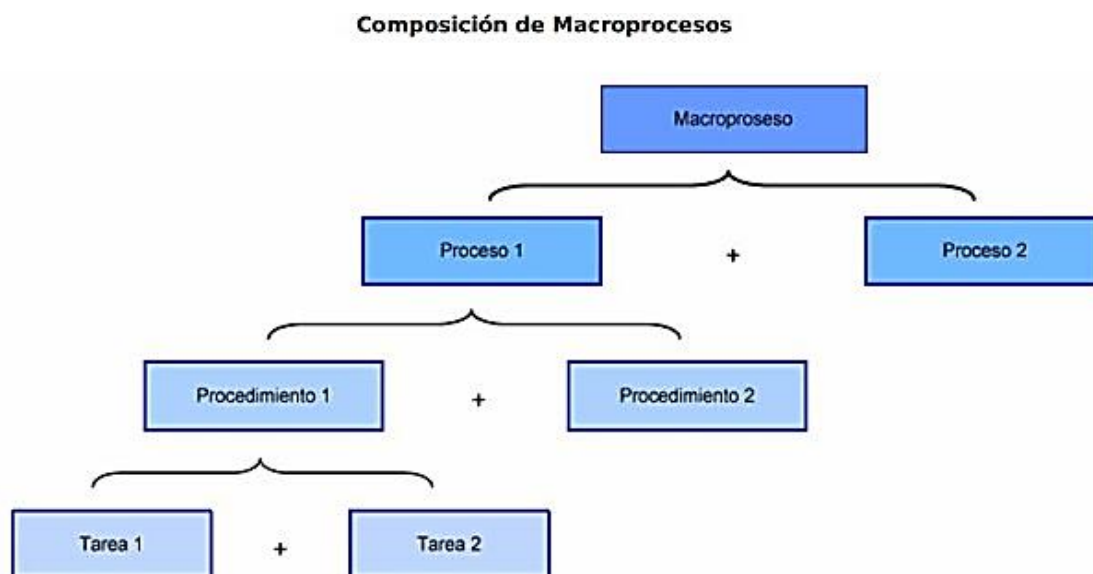 Composición de Macroprocesos
Macroproseso
Proceso 1
+
Proceso 2
Procedimiento 1
+
Procedimiento 2
Tarea 1
+
Tarea 2